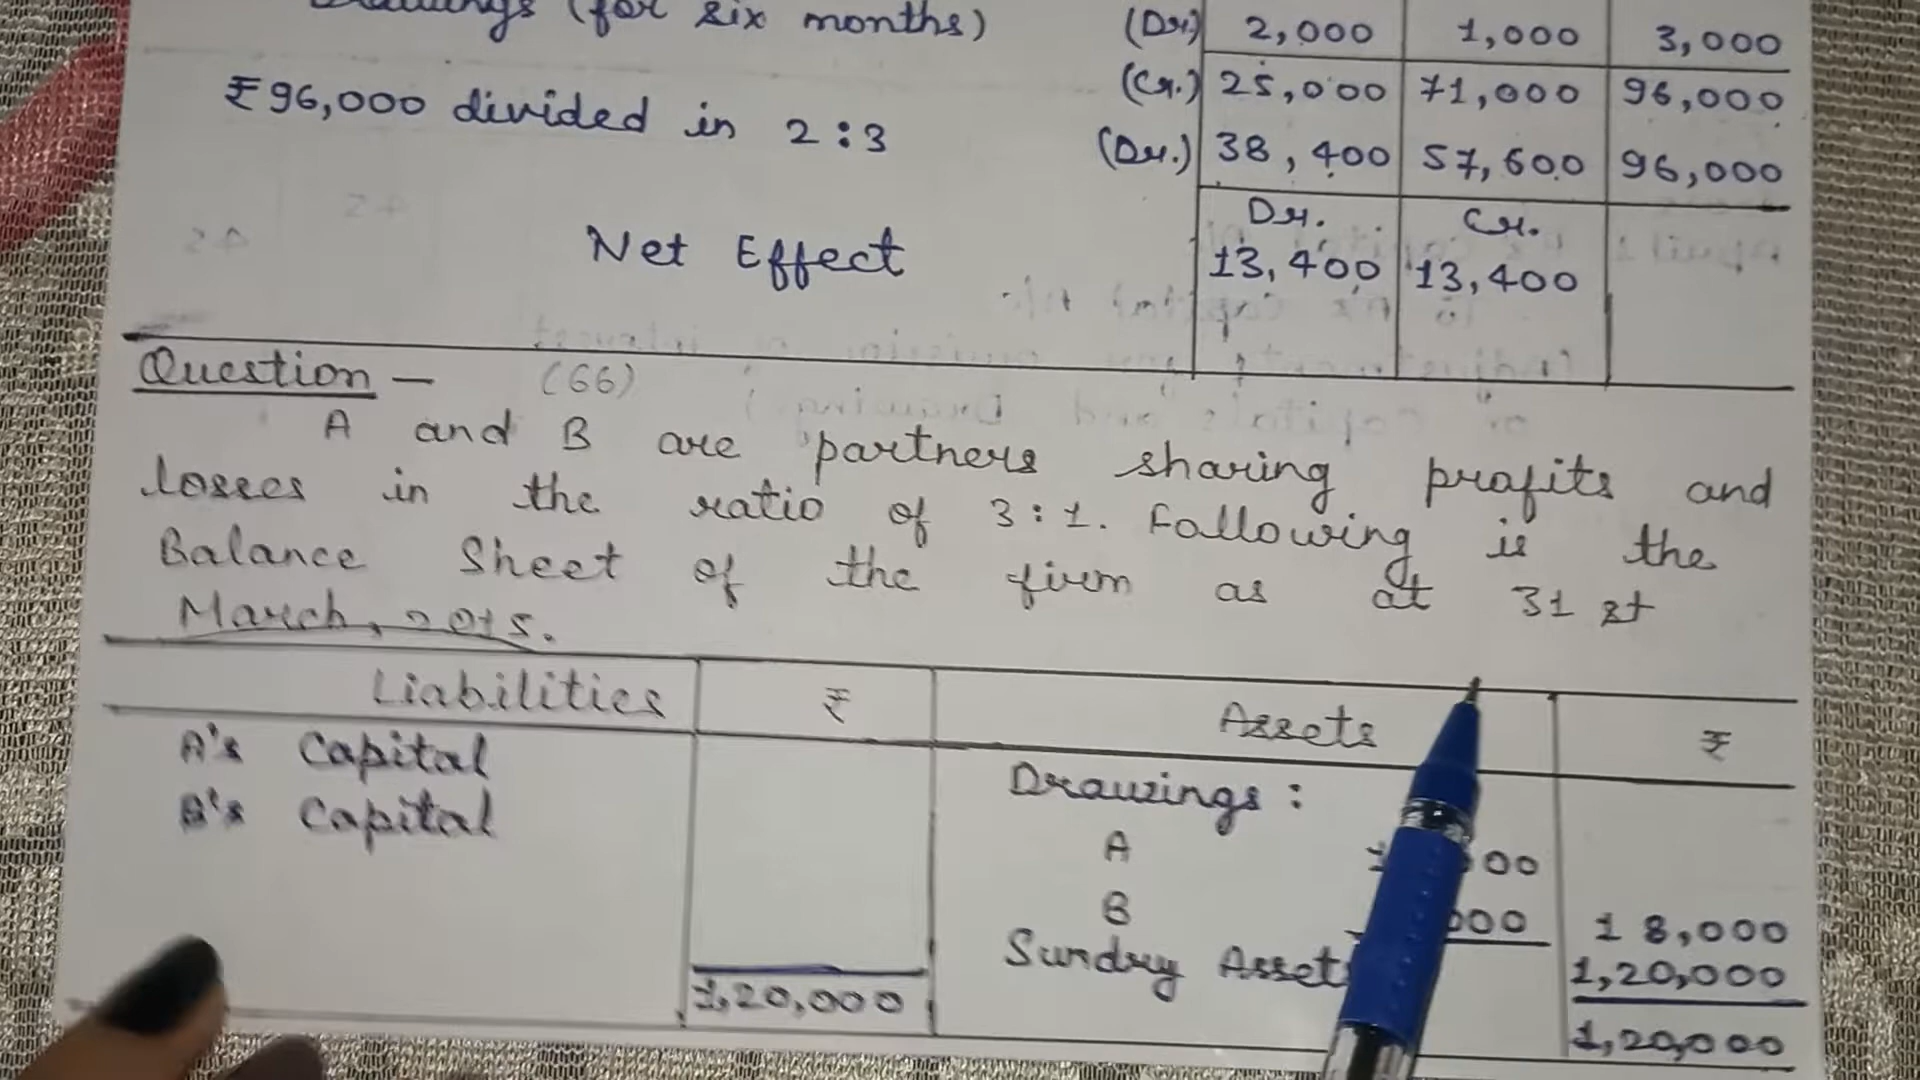 Drawings (for six months) (Dr.) 2,000 1,000 3,000
(Cr.) 25,000 71,000 96,000
₹96,000 divided in 2:3
(Dr.) 38,400 57,600 96,000
Dr. Cr.
Net Effect 13,400 13,400
Question – (66)
A and B are partners sharing profits and
losses in the ratio of 3:1. Following is the
Balance Sheet of the firm as at 31 st
March, 2015.
Liabilities ₹ Assets ₹
A's Capital Drawings :
B's Capital A
B 18,000
Sundry Assets 1,20,000
1,20,000 1,20,000